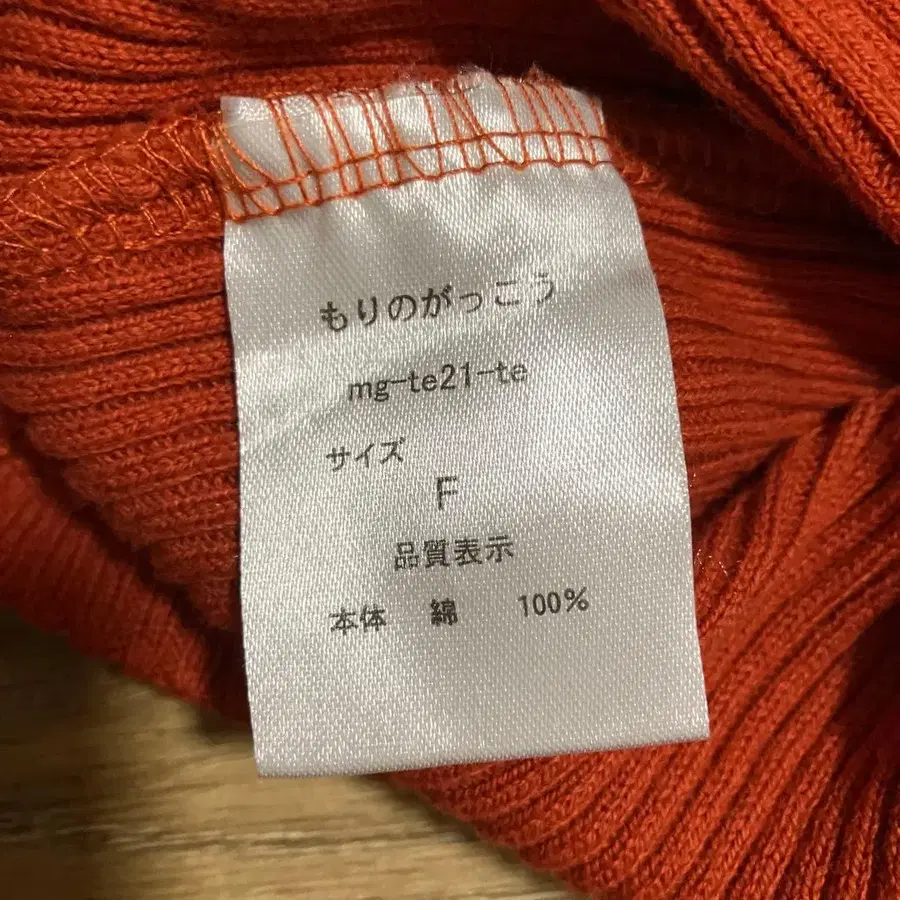 もりのがっこう
mg-te21-te
サイズ
F
品質表示
本体 綿 100%